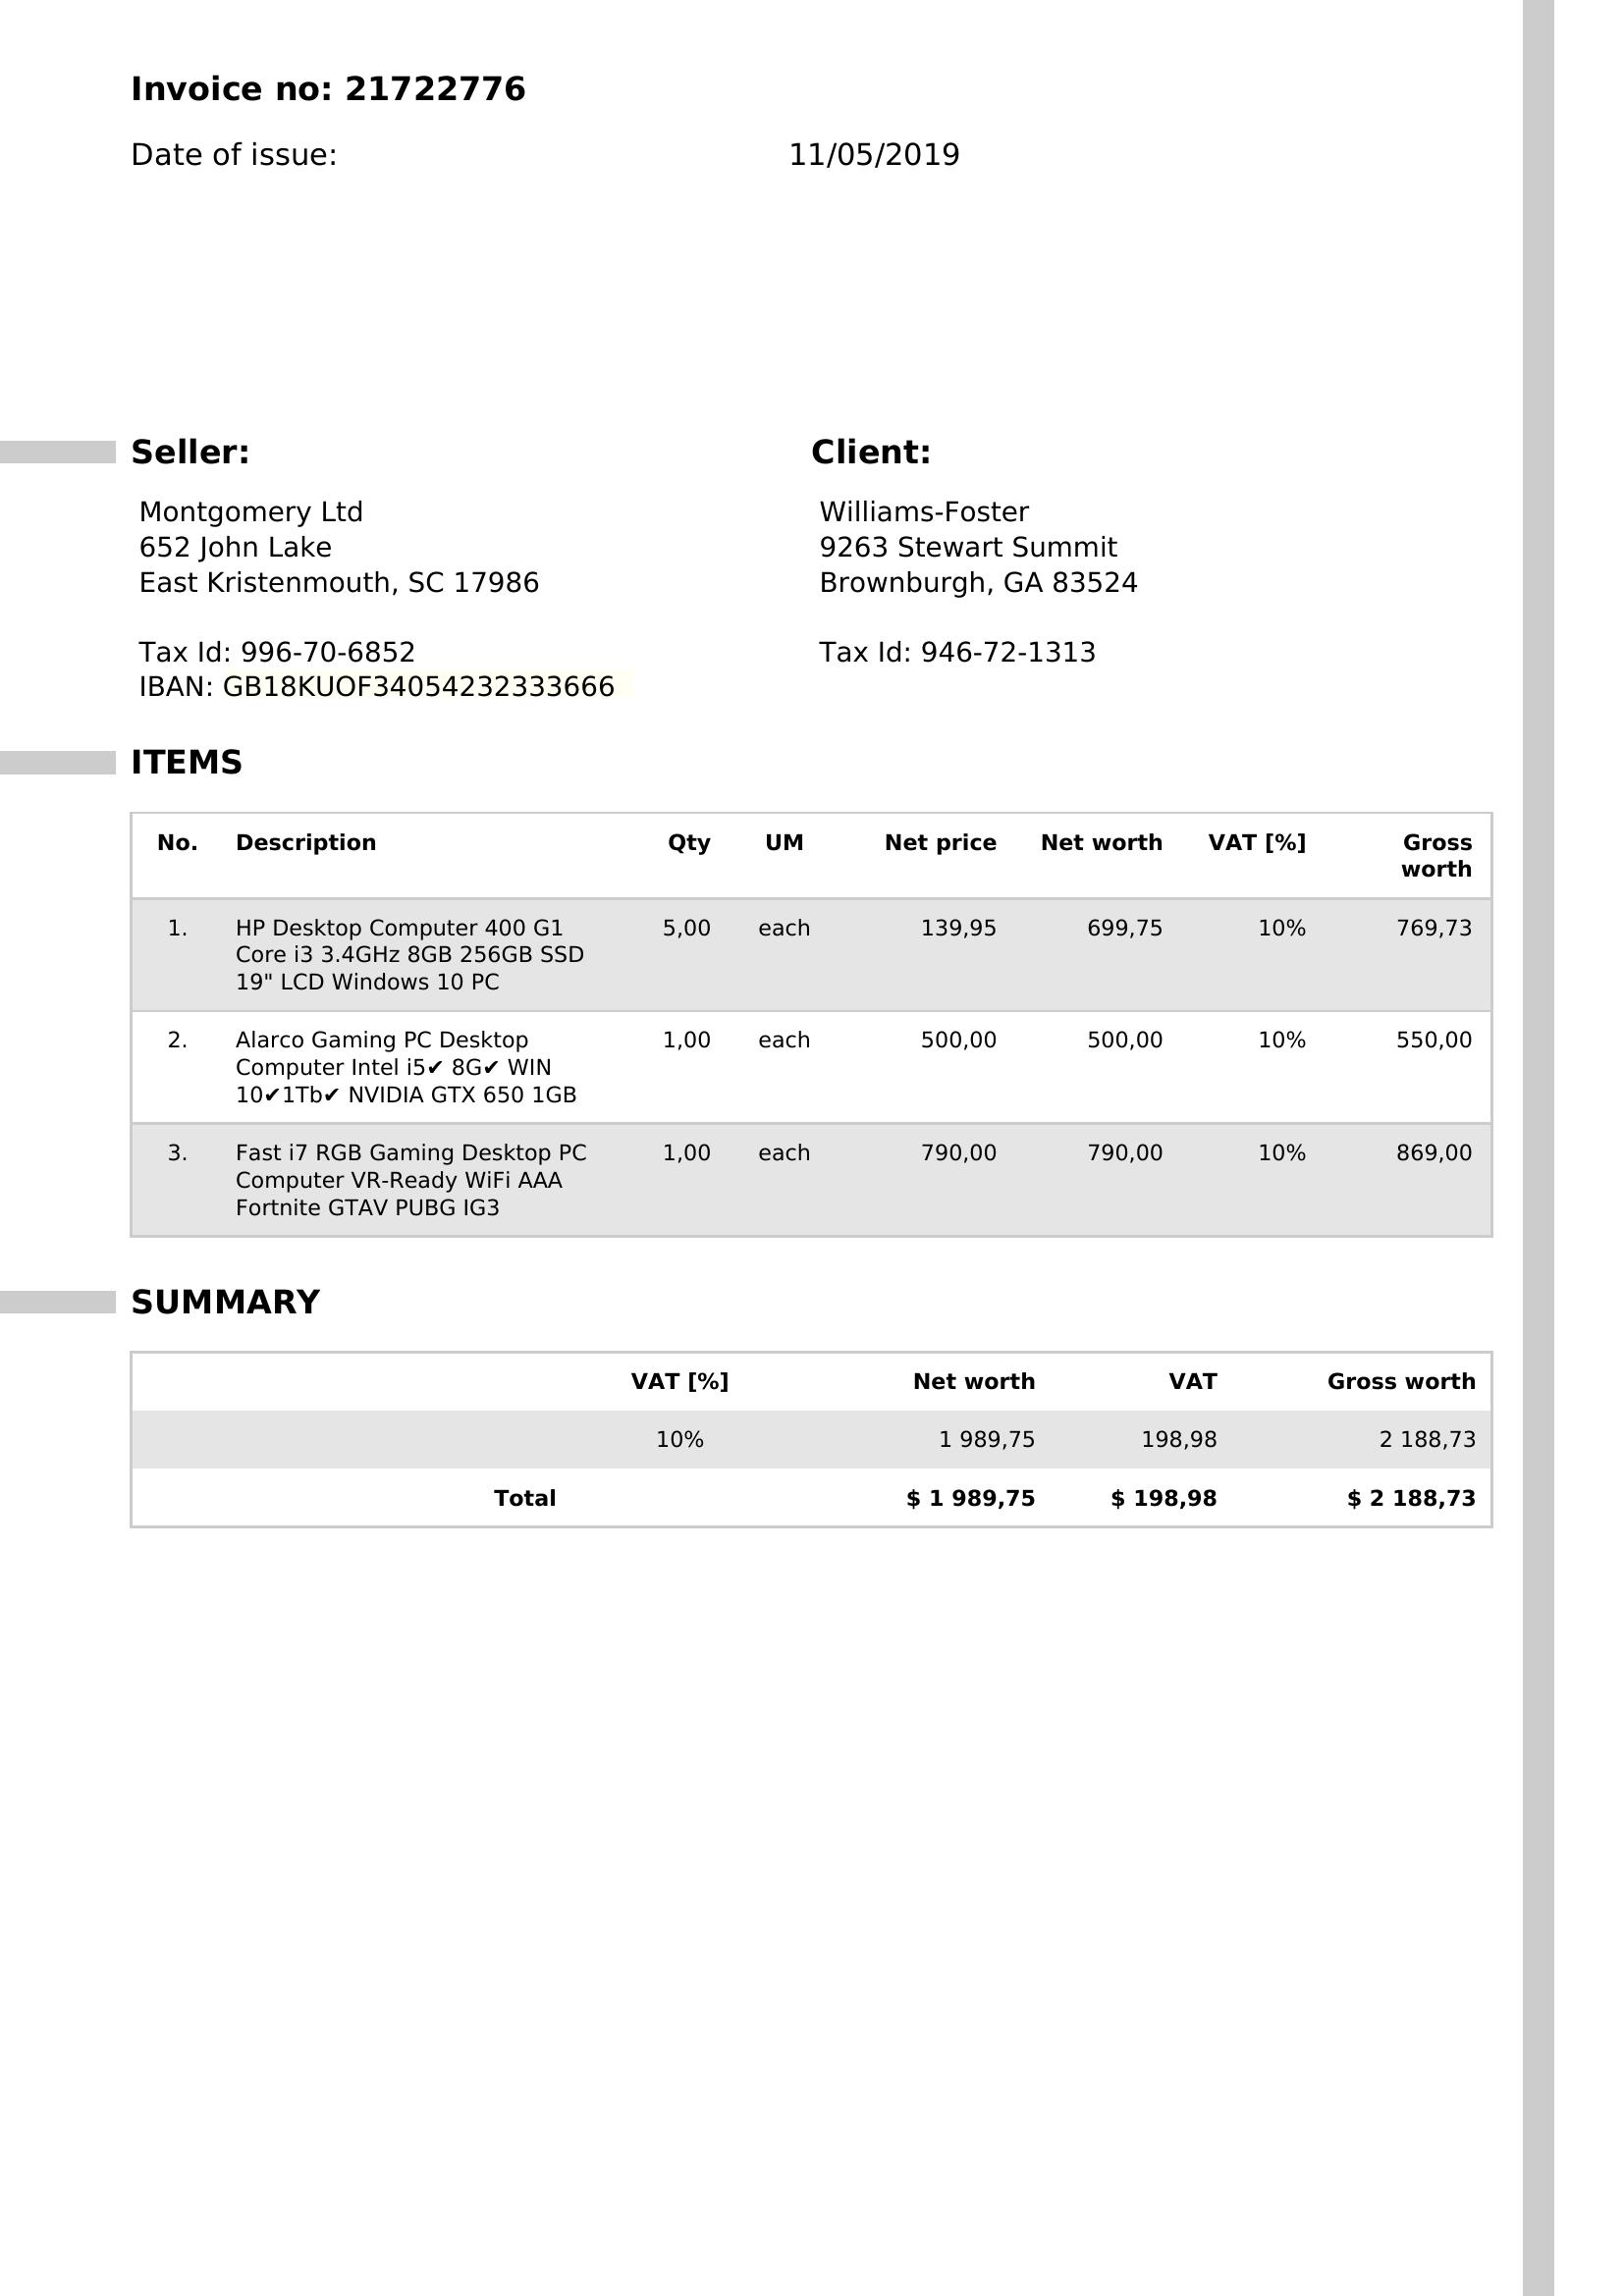 Invoice no: 21722776
Date of issue: 11/05/2019
Seller:
Montgomery Ltd
652 John Lake
East Kristenmouth, SC 17986
Tax Id: 996-70-6852
IBAN: GB18KUOF34054232333666
Client:
Williams-Foster
9263 Stewart Summit
Brownburgh, GA 83524
Tax Id: 946-72-1313
ITEMS
No. Description Qty UM Net price Net worth VAT [%] Gross
worth
1. HP Desktop Computer 400 G1 5,00 each 139,95 699,75 10% 769,73
Core i3 3.4GHz 8GB 256GB SSD
19" LCD Windows 10 PC
2. Alarco Gaming PC Desktop 1,00 each 500,00 500,00 10% 550,00
Computer Intel i5✔ 8G✔ WIN
10✔1Tb✔ NVIDIA GTX 650 1GB
3. Fast i7 RGB Gaming Desktop PC 1,00 each 790,00 790,00 10% 869,00
Computer VR-Ready WiFi AAA
Fortnite GTAV PUBG IG3
SUMMARY
VAT [%] Net worth VAT Gross worth
10% 1 989,75 198,98 2 188,73
Total $ 1 989,75 $ 198,98 $ 2 188,73